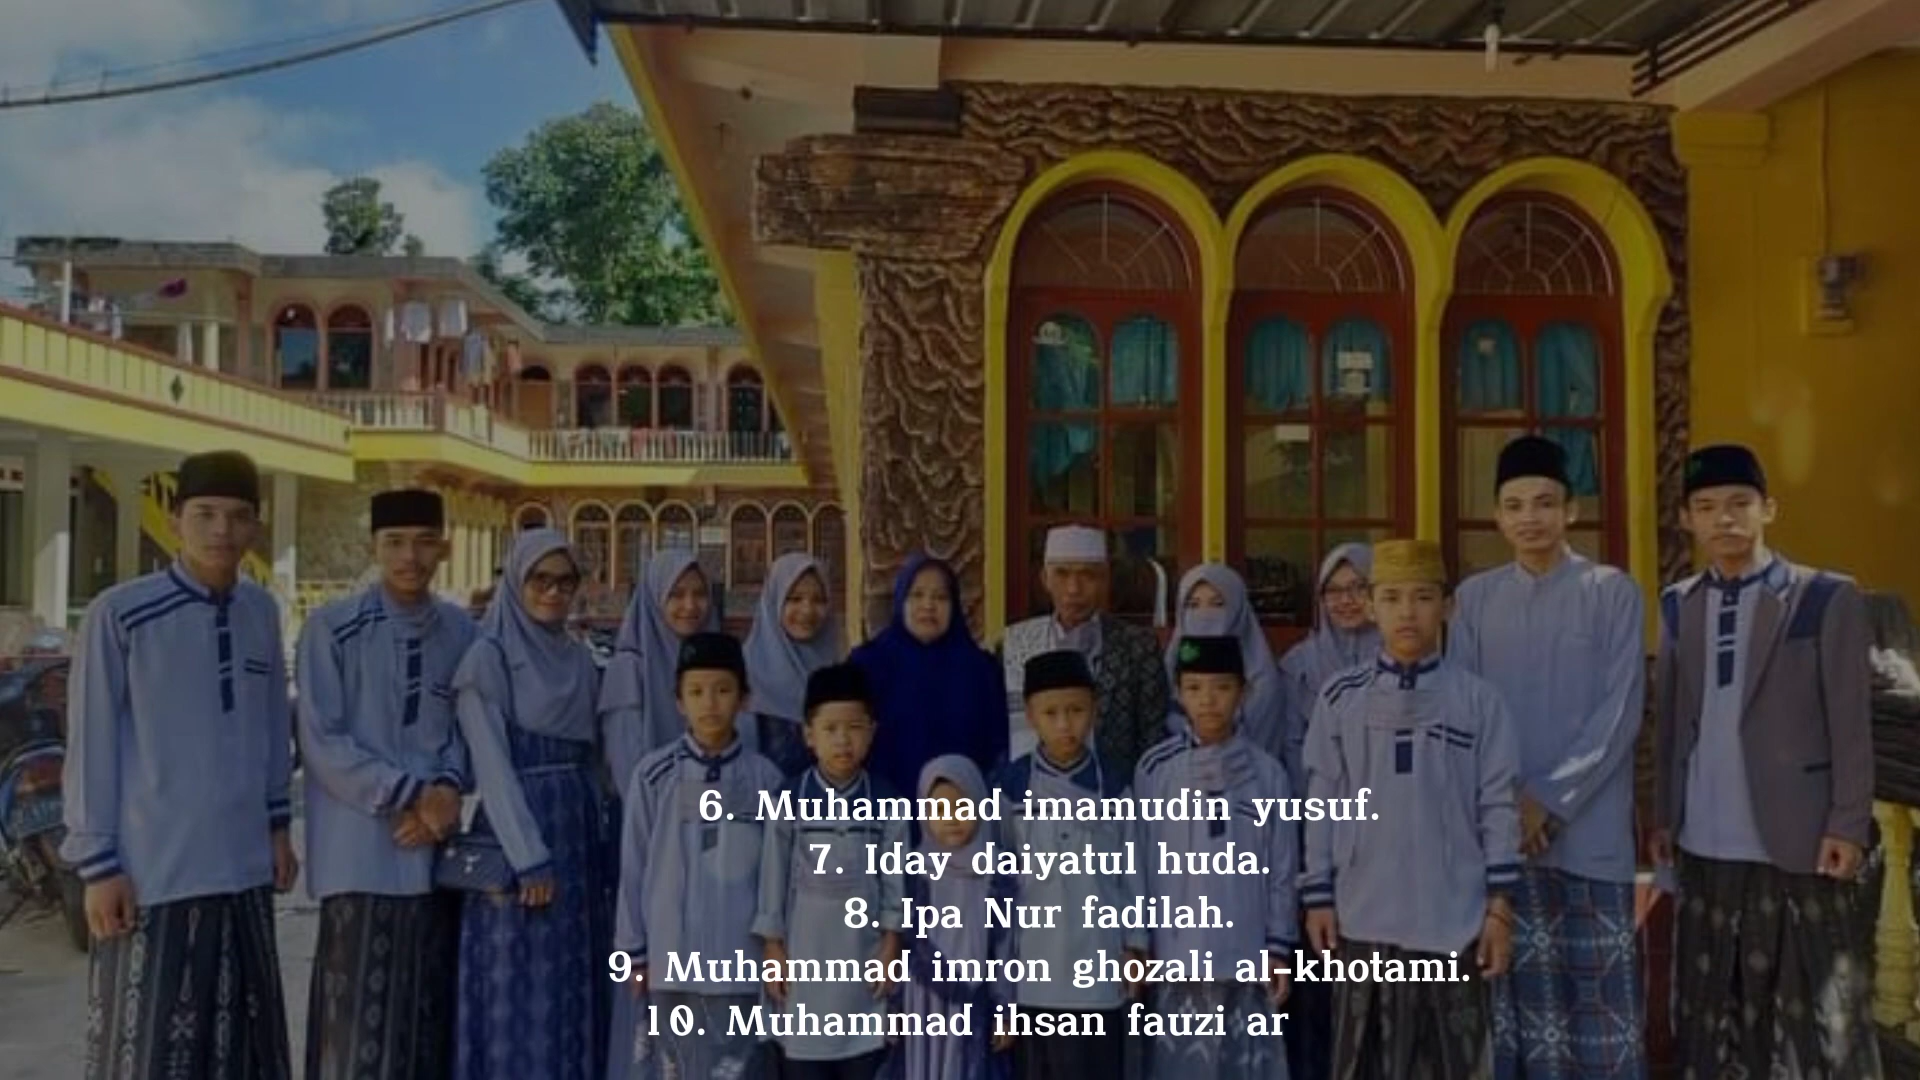 6. Muhammad imamudin yusuf.
7. Iday daiyatul huda.
8. Ipa Nur fadilah.
9. Muhammad imron ghozali al-khotami.
10. Muhammad ihsan fauzi ar